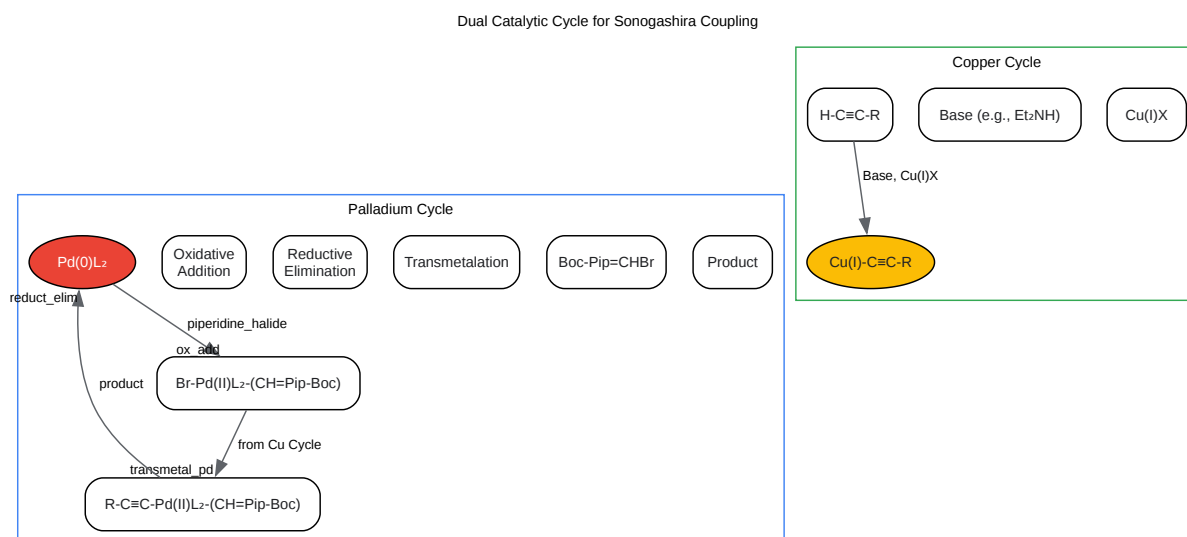 Dual Catalytic Cycle for Sonogashira Coupling
Copper Cycle
H-C≡C-R
Base (e.g., Et₂NH)
Cu(I)X
Base, Cu(I)X
Cu(I)-C≡C-R
Palladium Cycle
Pd(0)L₂
Oxidative
Addition
Reductive
Elimination
Transmetalation
Boc-Pip=CHBr
Product
reduct_elim
piperidine_halide
ox_add
Br-Pd(II)L₂-(CH=Pip-Boc)
product
from Cu Cycle
transmetal_pd
R-C≡C-Pd(II)L₂-(CH=Pip-Boc)